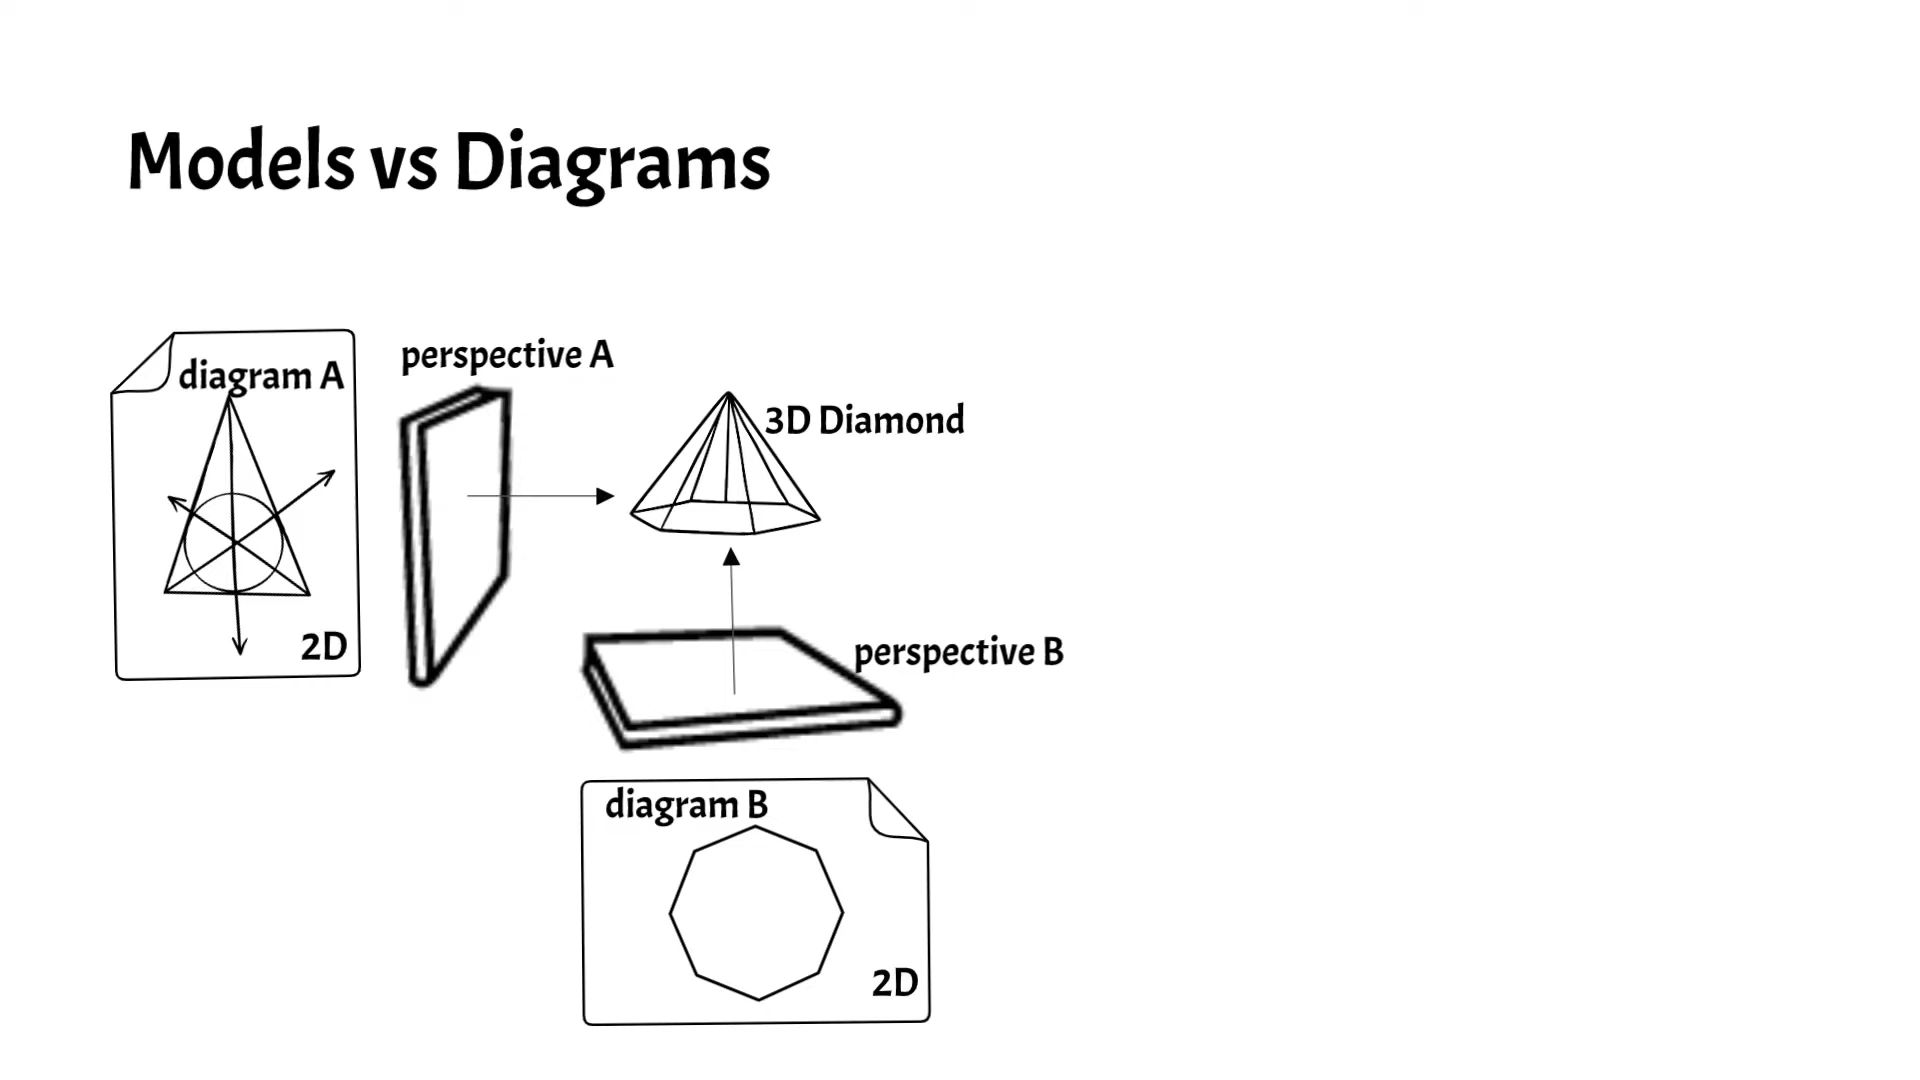 Models vs Diagrams
diagram A
perspective A
3D Diamond
2D
perspective B
diagram B
2D